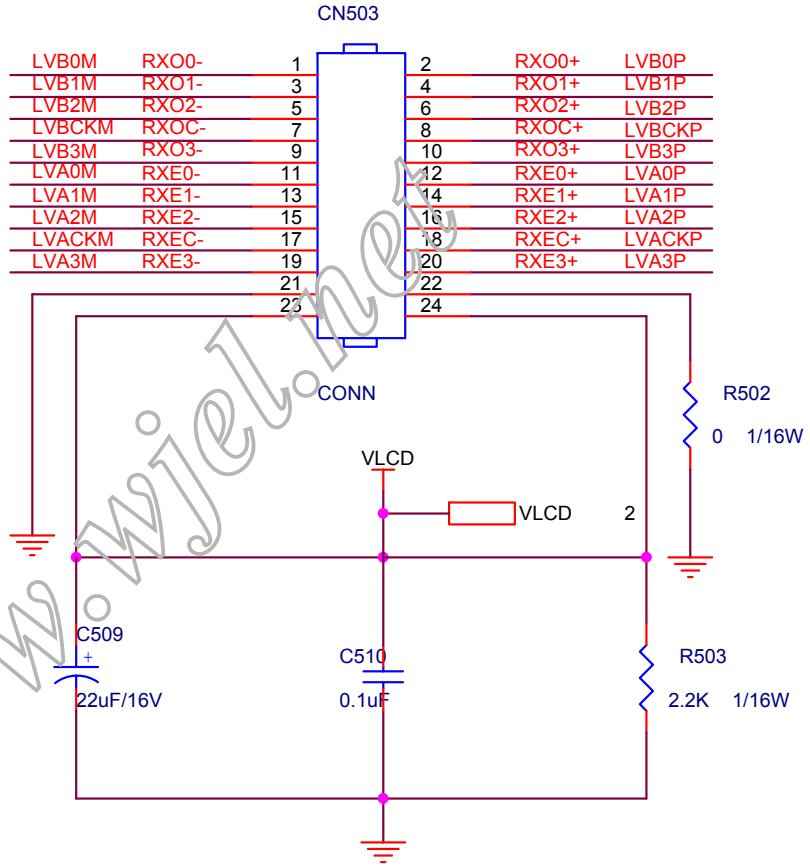 CN503
LVB0M RXO0- 1 2 RXO0+ LVB0P
LVB1M RXO1- 3 4 RXO1+ LVB1P
LVB2M RXO2- 5 6 RXO2+ LVB2P
LVBCKM RXOC- 7 8 RXOC+ LVBCKP
LVB3M RXO3- 9 10 RXO3+ LVB3P
LVA0M RXE0- 11 12 RXE0+ LVA0P
LVA1M RXE1- 13 14 RXE1+ LVA1P
LVA2M RXE2- 15 16 RXE2+ LVA2P
LVACKM RXEC- 17 18 RXEC+ LVACKP
LVA3M RXE3- 19 20 RXE3+ LVA3P
21 22
23 24
CONN
R502
0 1/16W
VLCD
VLCD 2
C509
+
22uF/16V
C510
0.1uF
R503
2.2K 1/16W
w.wjel.net